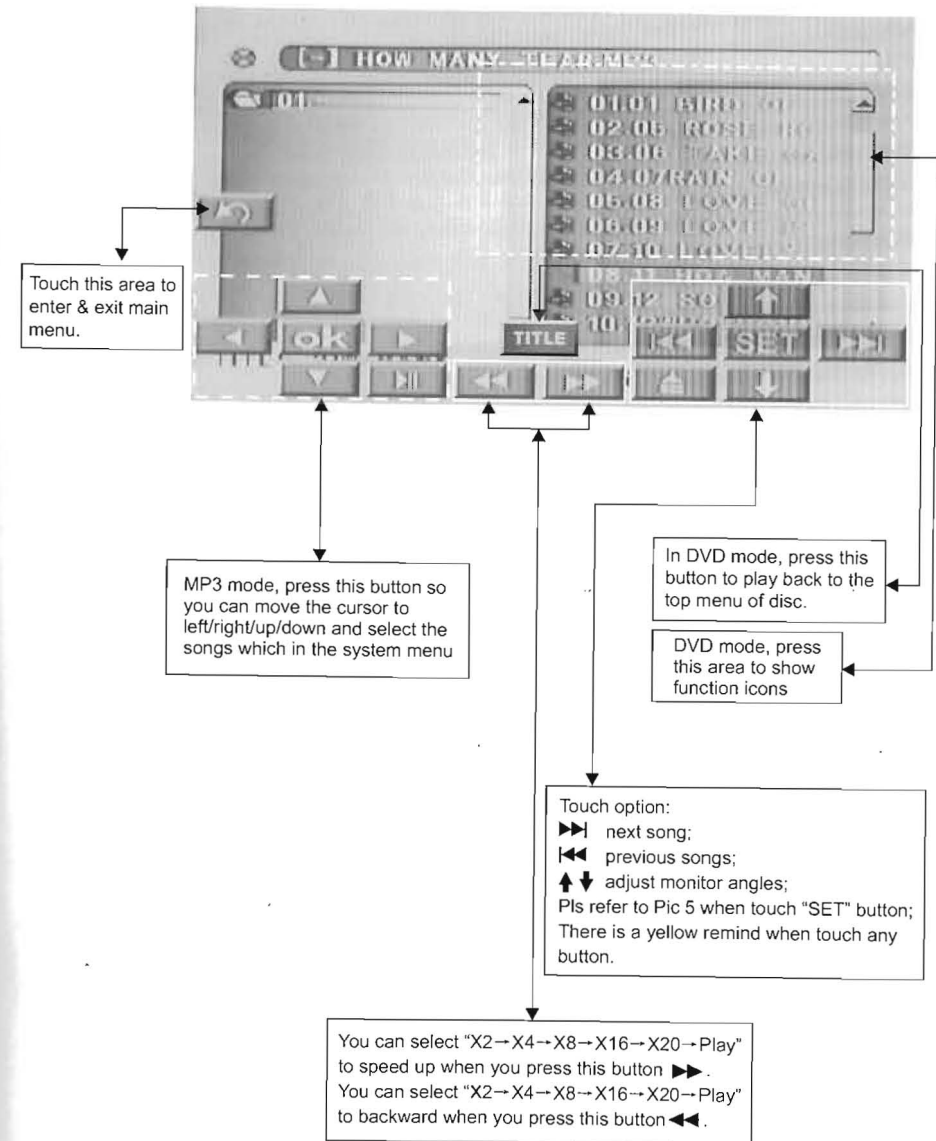 [-] HOW MANY
01
01.01 BIRD
02.05 ROSE
03.06 TAKE
04.07RAIN
05.08 LOVE
06.09 LOVE
07.10 LOVE
MAN
09.12 SO
10
ok
TITLE
SET
Touch this area to
enter & exit main
menu.
MP3 mode, press this button so
you can move the cursor to
left/right/up/down and select the
songs which in the system menu
In DVD mode, press this
button to play back to the
top menu of disc.
DVD mode, press
this area to show
function icons
Touch option:
next song;
previous songs;
adjust monitor angles;
Pls refer to Pic 5 when touch "SET" button;
There is a yellow remind when touch any
button.
You can select "X2→X4→X8→X16→X20→Play"
to speed up when you press this button ▶▶.
You can select "X2→X4→X8→X16→X20→Play"
to backward when you press this button ◀◀.